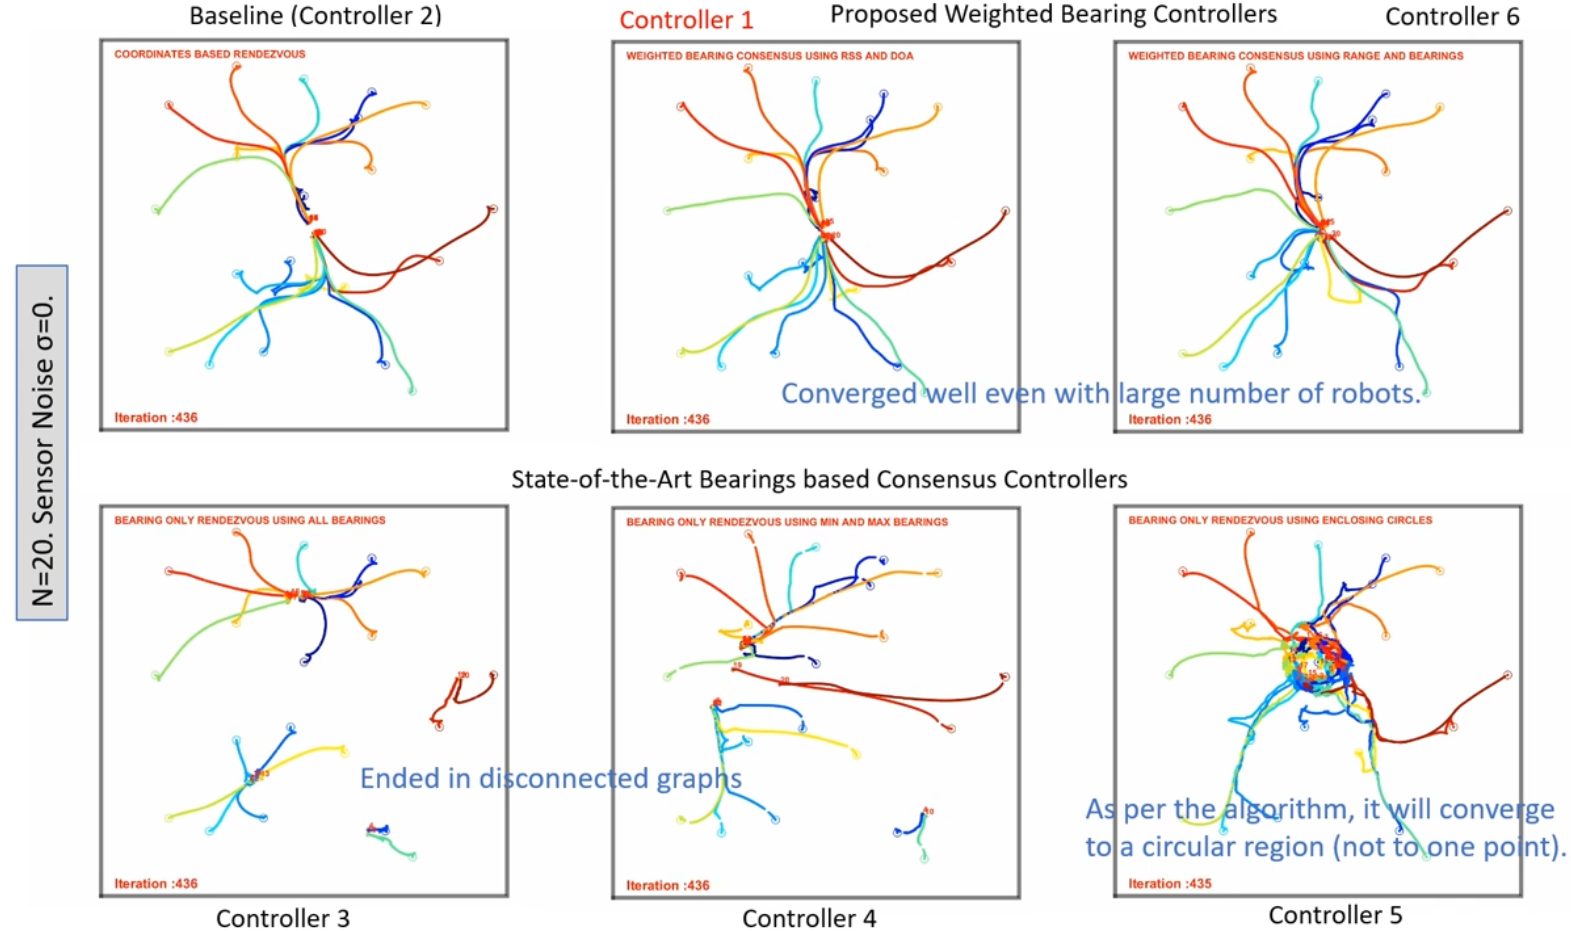 Baseline (Controller 2)
Controller 1
Proposed Weighted Bearing Controllers
Controller 6
COORDINATES BASED RENDEZVOUS
WEIGHTED BEARING CONSENSUS USING RSS AND DOA
WEIGHTED BEARING CONSENSUS USING RANGE AND BEARINGS
N=20. Sensor Noise σ=0.
Converged well even with large number of robots.
Iteration :436
Iteration :436
Iteration :436
State-of-the-Art Bearings based Consensus Controllers
BEARING ONLY RENDEZVOUS USING ALL BEARINGS
BEARING ONLY RENDEZVOUS USING MIN AND MAX BEARINGS
BEARING ONLY RENDEZVOUS USING ENCLOSING CIRCLES
19
20
Ended in disconnected graphs
As per the algorithm, it will converge
to a circular region (not to one point).
Iteration :436
Iteration :436
Iteration :435
Controller 3
Controller 4
Controller 5